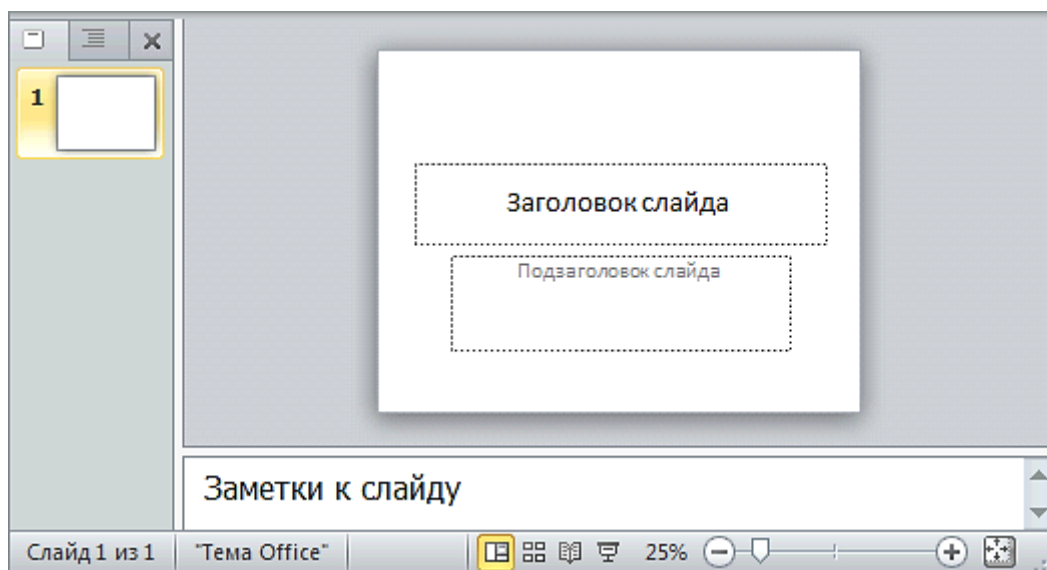 1
Заголовок слайда
Подзаголовок слайда
Заметки к слайду
Слайд 1 из 1 "Тема Office" 25%